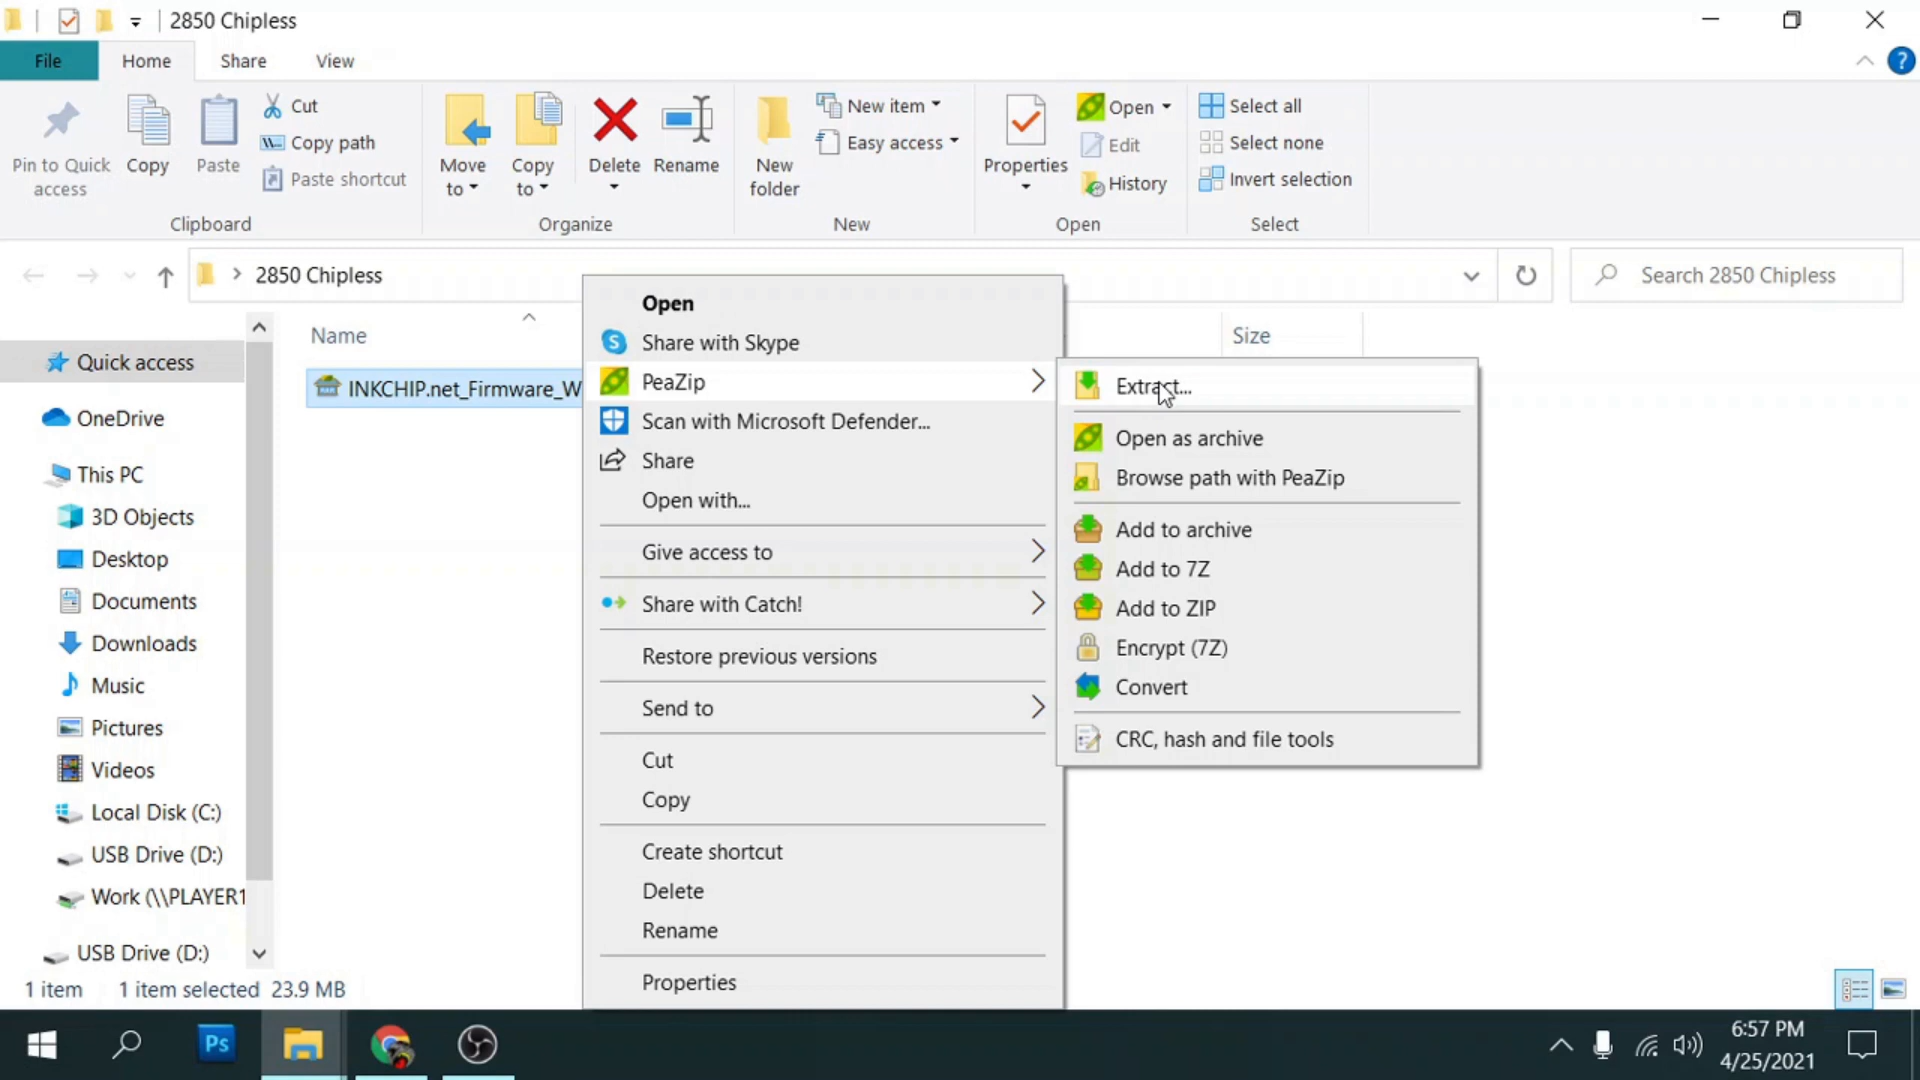 2850 Chipless
File
Home
Share
View
?
Pin to Quick access
Copy
Paste
Cut
Copy path
Paste shortcut
Clipboard
Move to
Copy to
Delete
Rename
Organize
New folder
New item
Easy access
New
Properties
Open
Edit
History
Open
Select all
Select none
Invert selection
Select
2850 Chipless
Search 2850 Chipless
Quick access
OneDrive
This PC
3D Objects
Desktop
Documents
Downloads
Music
Pictures
Videos
Local Disk (C:)
USB Drive (D:)
Work (\\PLAYER1
USB Drive (D:)
Name
Size
INKCHIP.net_Firmware_W
Open
Share with Skype
PeaZip
Scan with Microsoft Defender...
Share
Open with...
Give access to
Share with Catch!
Restore previous versions
Send to
Cut
Copy
Create shortcut
Delete
Rename
Properties
Extract...
Open as archive
Browse path with PeaZip
Add to archive
Add to 7Z
Add to ZIP
Encrypt (7Z)
Convert
CRC, hash and file tools
1 item
1 item selected 23.9 MB
Ps
6:57 PM
4/25/2021